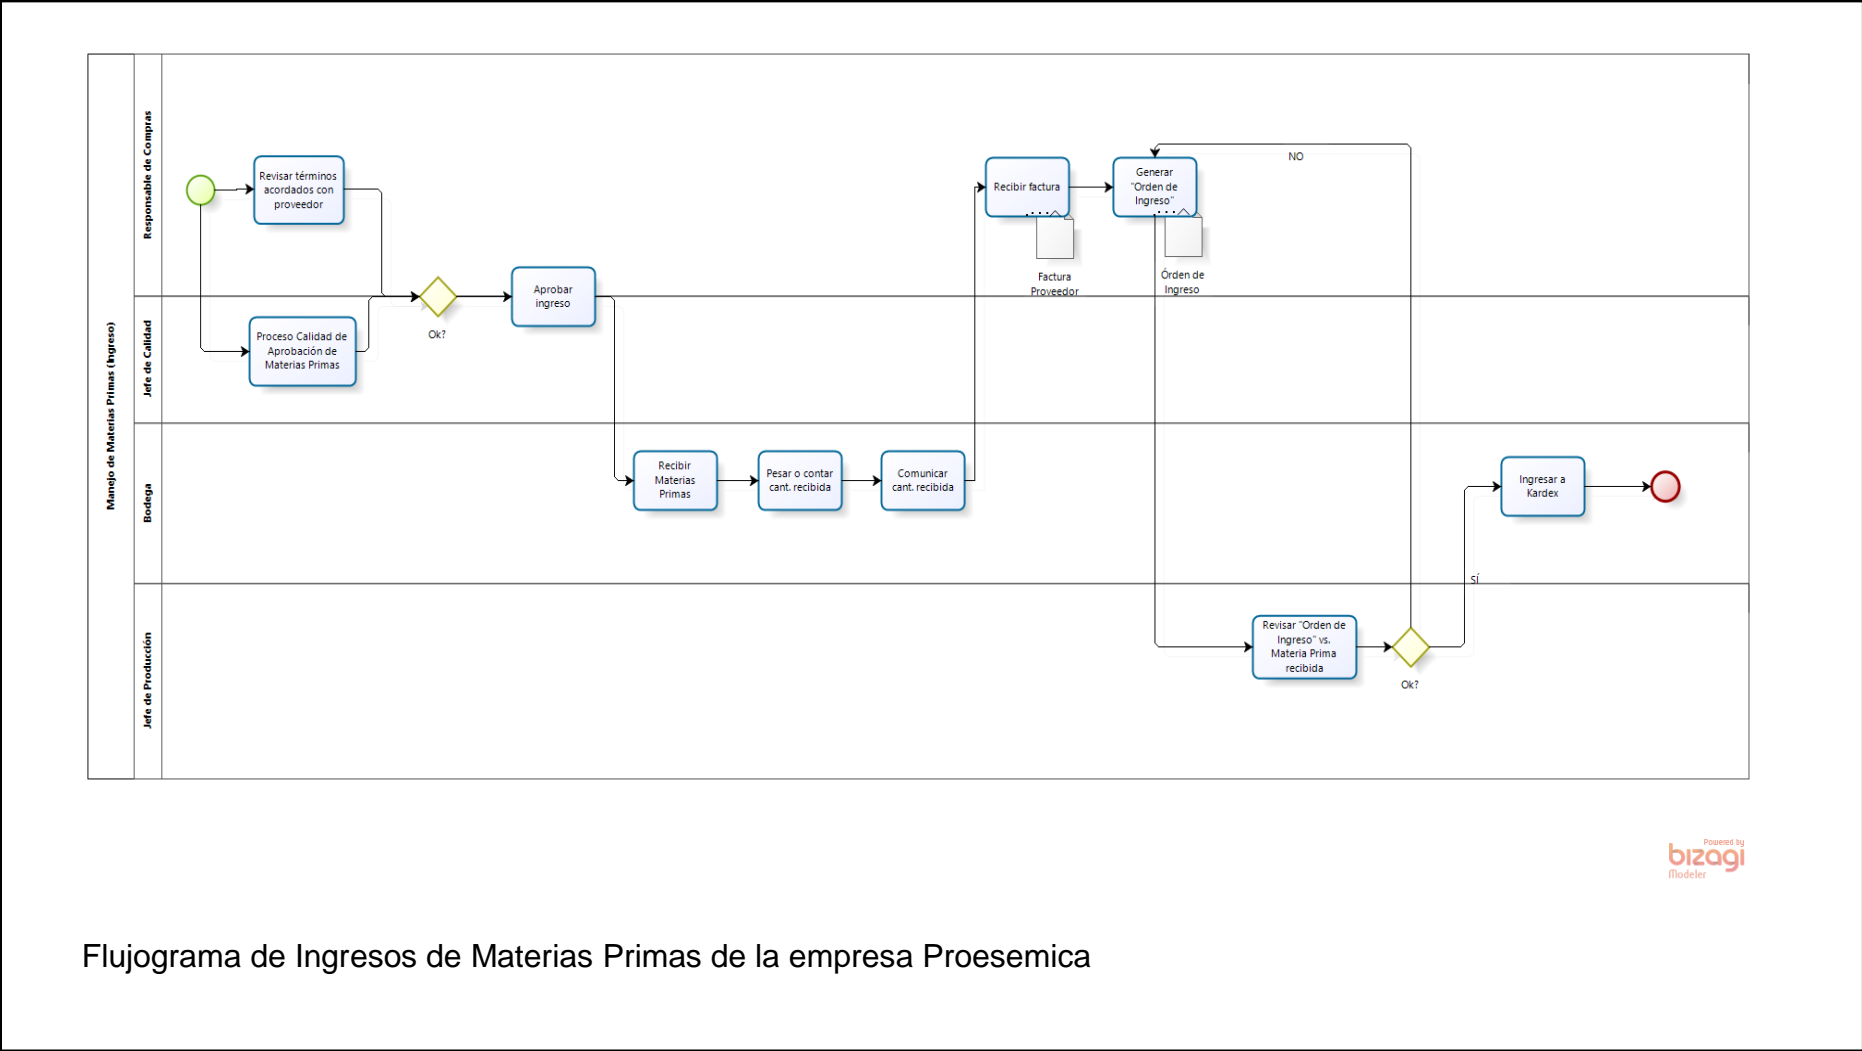 Manejo de Materias Primas (Ingreso)
Responsable de Compras
Revisar términos
acordados con
proveedor
Recibir factura
Generar
"Orden de
Ingreso"
NO
Factura
Proveedor
Órden de
Ingreso
Ok?
Aprobar
ingreso
Jefe de Calidad
Proceso Calidad de
Aprobación de
Materias Primas
Bodega
Recibir
Materias
Primas
Pesar o contar
cant. recibida
Comunicar
cant. recibida
Ingresar a
Kardex
SÍ
Jefe de Producción
Revisar "Orden de
Ingreso" vs.
Materia Prima
recibida
Ok?
Powered by
bizagi
Modeler
Flujograma de Ingresos de Materias Primas de la empresa Proesemica